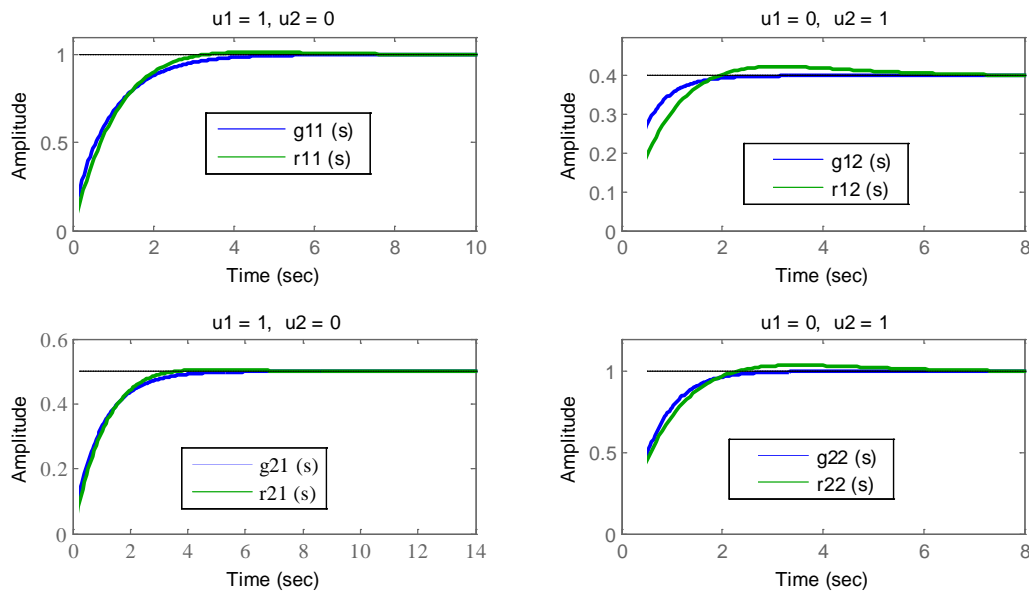 u1 = 1, u2 = 0
Amplitude
1
0.5
0
g11 (s)
r11 (s)
0 2 4 6 8 10
Time (sec)
u1 = 0, u2 = 1
Amplitude
0.4
0.3
0.2
0.1
0
g12 (s)
r12 (s)
0 2 4 6 8
Time (sec)
u1 = 1, u2 = 0
Amplitude
0.6
0.4
0.2
0
g21 (s)
r21 (s)
0 2 4 6 8 10 12 14
Time (sec)
u1 = 0, u2 = 1
Amplitude
1
0.5
0
g22 (s)
r22 (s)
0 2 4 6 8
Time (sec)